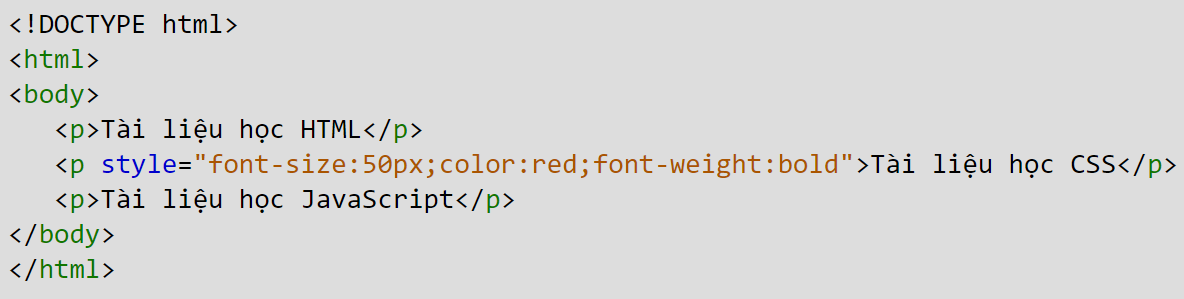 <!DOCTYPE html>
<html>
<body>
   <p>Tài liệu học HTML</p>
   <p style="font-size:50px;color:red;font-weight:bold">Tài liệu học CSS</p>
   <p>Tài liệu học JavaScript</p>
</body>
</html>